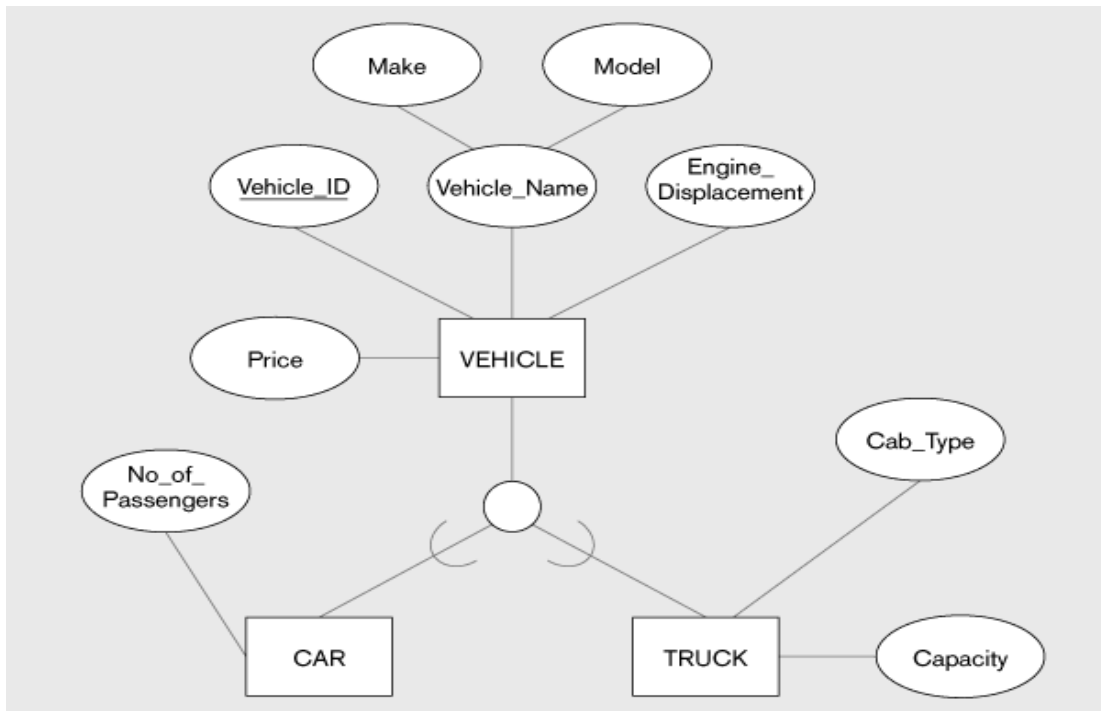 Make
Model
Vehicle_ID
Vehicle_Name
Engine_
Displacement
Price
VEHICLE
Cab_Type
No_of_
Passengers
CAR
TRUCK
Capacity